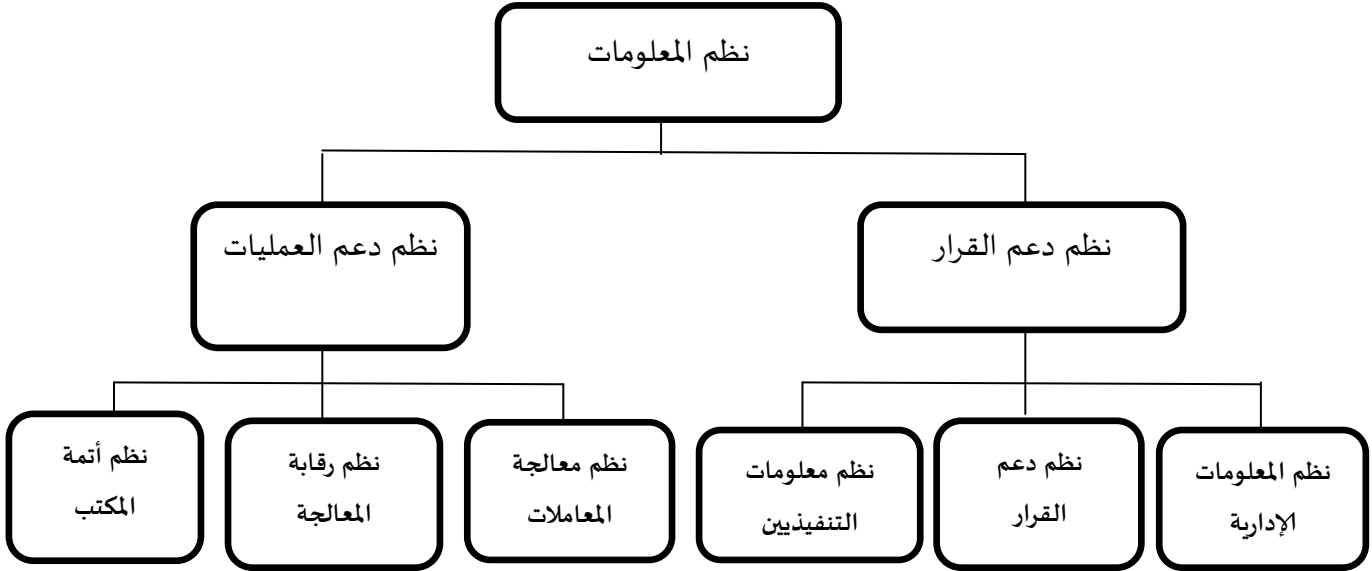 نظم المعلومات
نظم دعم القرار
نظم دعم العمليات
نظم المعلومات
الإدارية
نظم دعم
القرار
نظم معلومات
التنفيذيين
نظم معالجة
المعاملات
نظم رقابة
المعالجة
نظم أتمة
المكتب